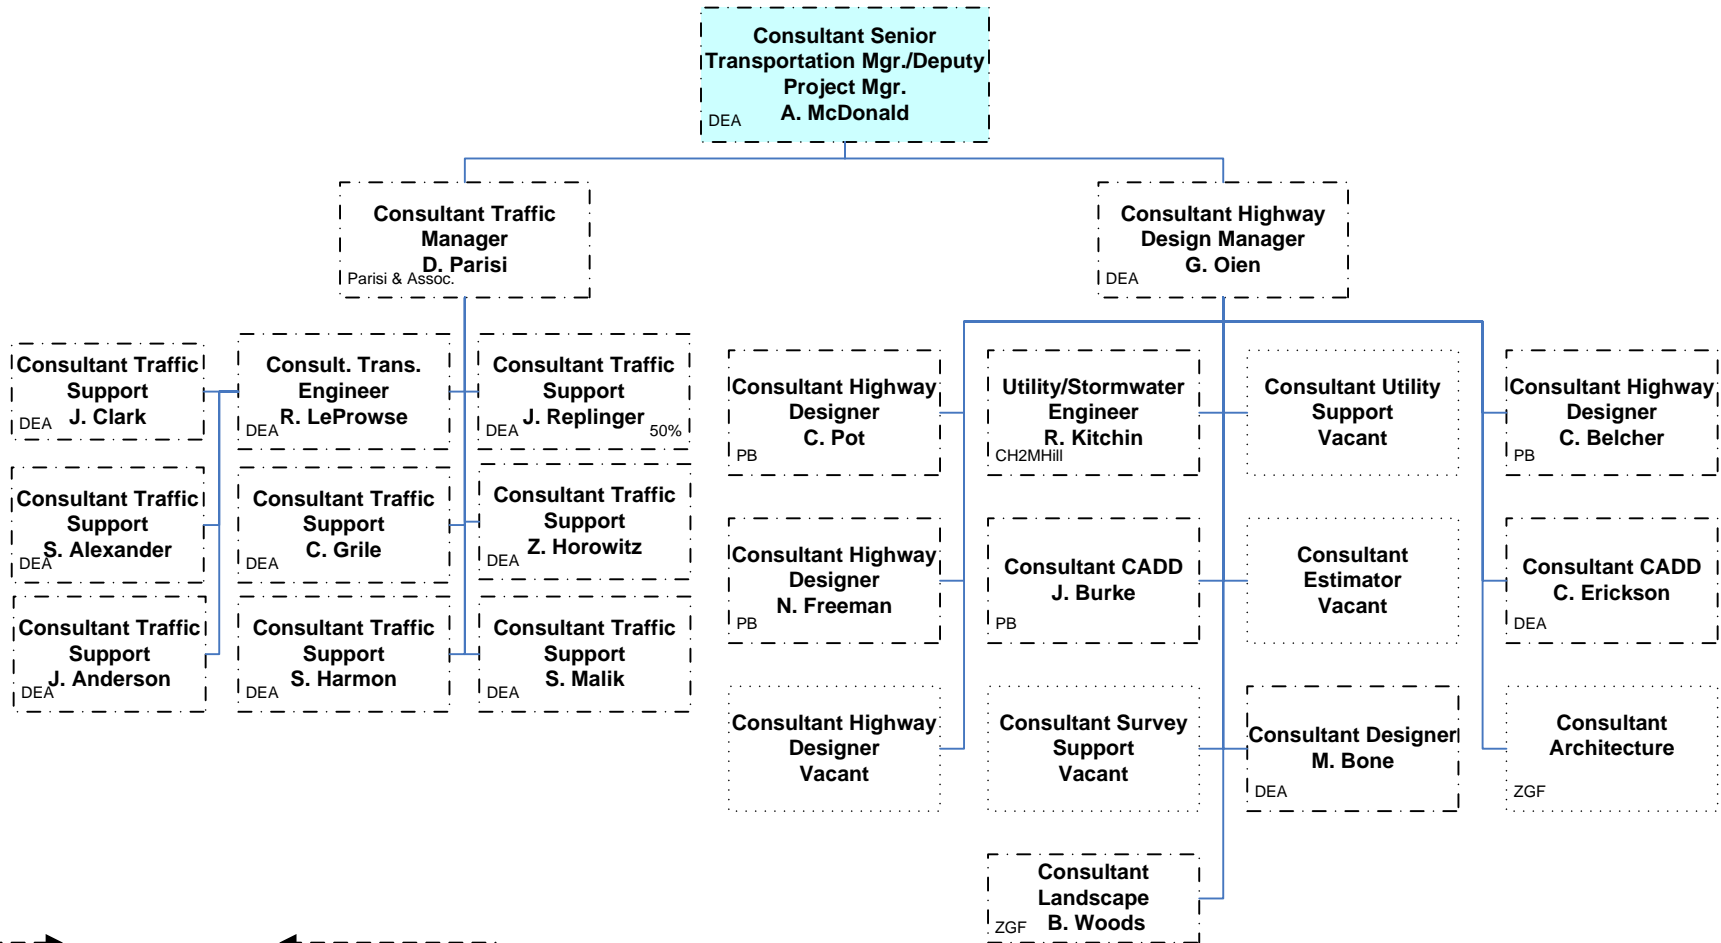 Consultant Senior
Transportation Mgr./Deputy
Project Mgr.
A. McDonald
DEA
Consultant Traffic
Manager
D. Parisi
Parisi & Assoc.
Consultant Highway
Design Manager
G. Oien
DEA
Consultant Traffic
Support
J. Clark
DEA
Consult. Trans.
Engineer
R. LeProwse
DEA
Consultant Traffic
Support
J. Replinger
DEA
50%
Consultant Traffic
Support
S. Alexander
DEA
Consultant Traffic
Support
C. Grile
DEA
Consultant Traffic
Support
Z. Horowitz
DEA
Consultant Traffic
Support
J. Anderson
DEA
Consultant Traffic
Support
S. Harmon
DEA
Consultant Traffic
Support
S. Malik
DEA
Consultant Highway
Designer
C. Pot
PB
Utility/Stormwater
Engineer
R. Kitchin
CH2MHill
Consultant Utility
Support
Vacant
Consultant Highway
Designer
C. Belcher
PB
Consultant Highway
Designer
N. Freeman
PB
Consultant CADD
J. Burke
PB
Consultant
Estimator
Vacant
Consultant CADD
C. Erickson
DEA
Consultant Highway
Designer
Vacant
Consultant Survey
Support
Vacant
Consultant Designer
M. Bone
DEA
Consultant
Architecture
ZGF
Consultant
Landscape
B. Woods
ZGF